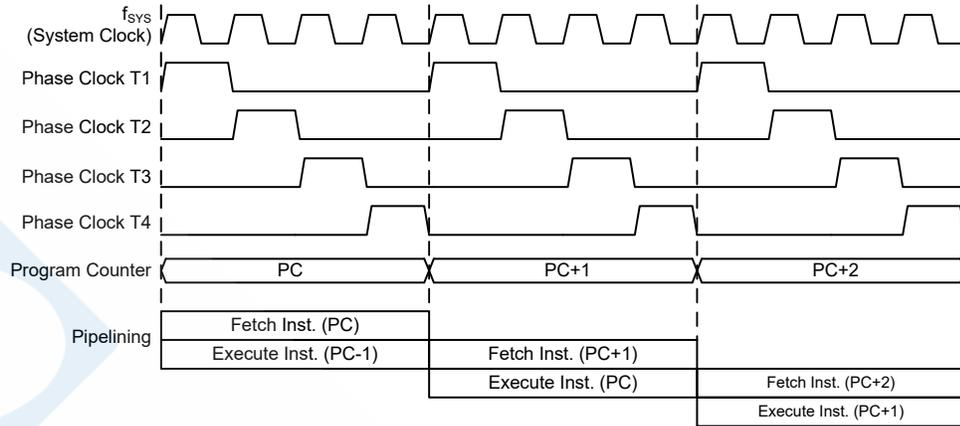 fSYS
(System Clock)
Phase Clock T1
Phase Clock T2
Phase Clock T3
Phase Clock T4
Program Counter PC PC+1 PC+2
Pipelining
Fetch Inst. (PC)
Execute Inst. (PC-1) Fetch Inst. (PC+1)
Execute Inst. (PC) Fetch Inst. (PC+2)
Execute Inst. (PC+1)